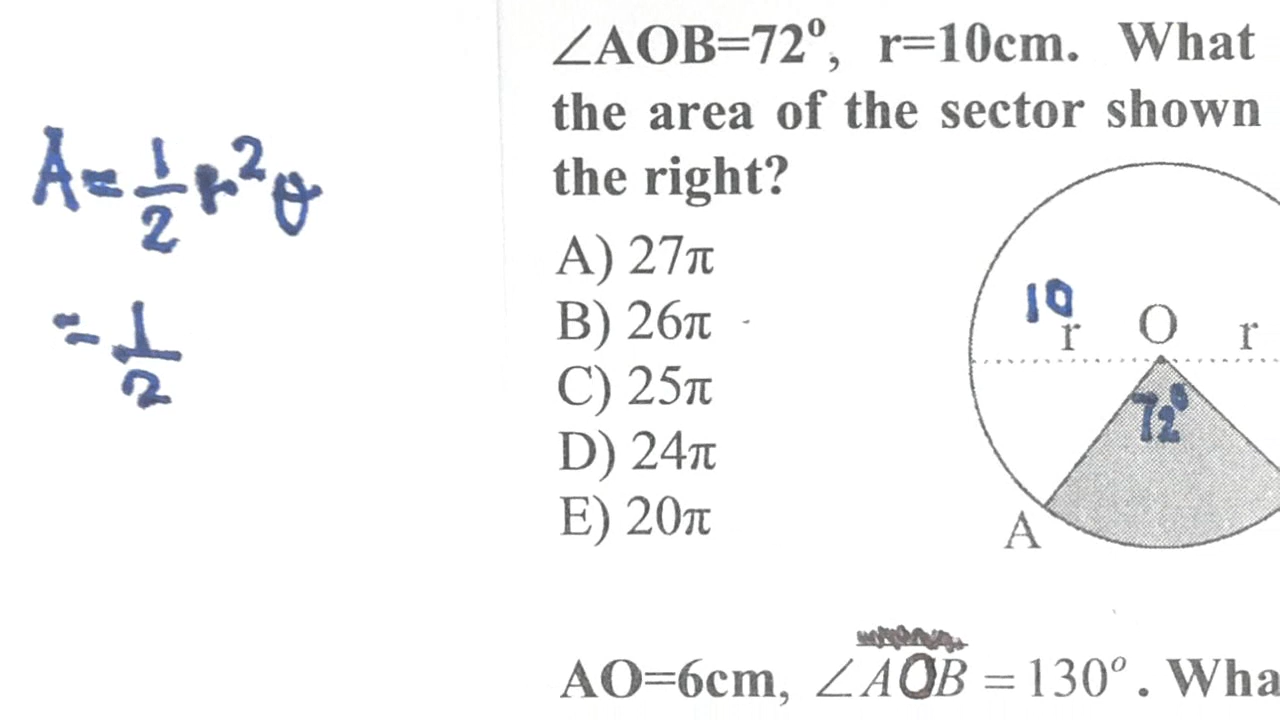 ∠AOB=72°, r=10cm. What
the area of the sector shown
the right?
A) 27π
B) 26π
C) 25π
D) 24π
E) 20π
A = 1/2 r²θ
= 1/2
10
r O r
72°
A
AO=6cm, ∠AOB = 130°. Wha